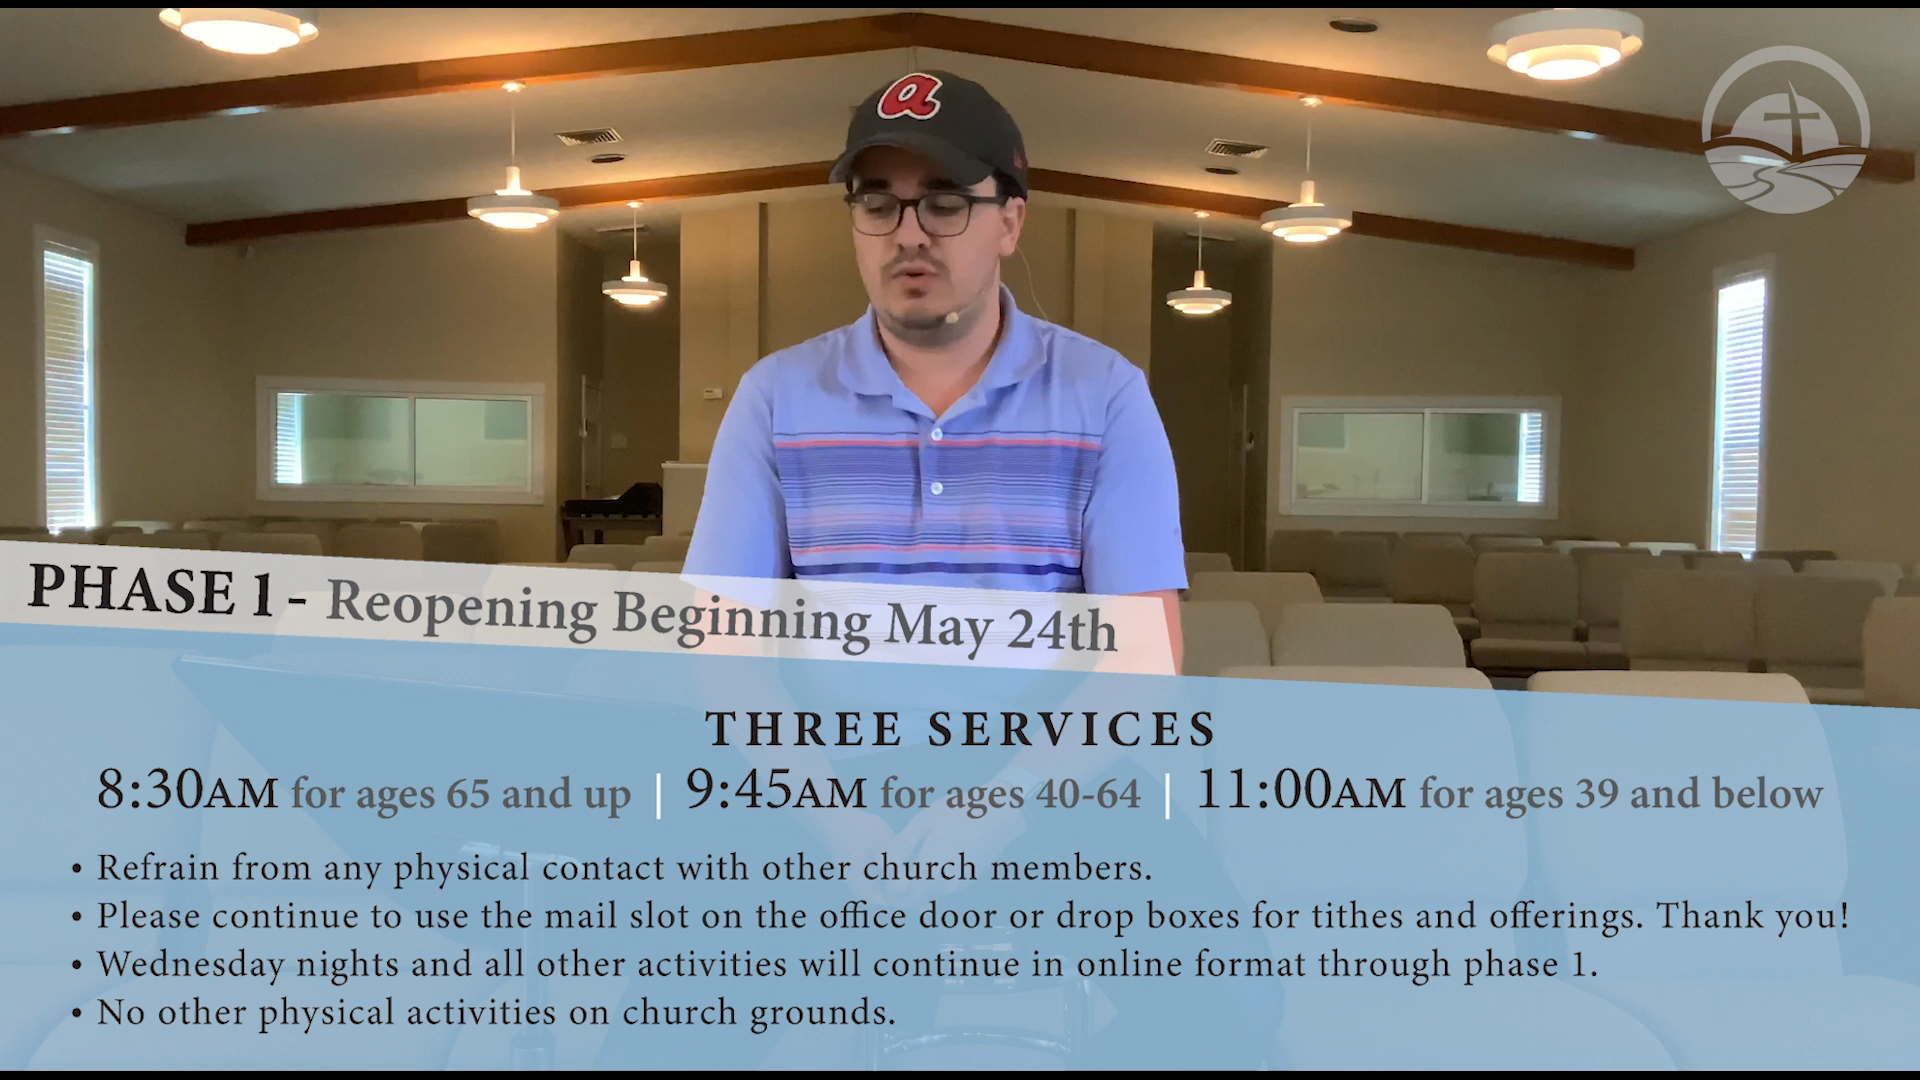 a
PHASE 1 - Reopening Beginning May 24th
THREE SERVICES
8:30AM for ages 65 and up | 9:45AM for ages 40-64 | 11:00AM for ages 39 and below
• Refrain from any physical contact with other church members.
• Please continue to use the mail slot on the office door or drop boxes for tithes and offerings. Thank you!
• Wednesday nights and all other activities will continue in online format through phase 1.
• No other physical activities on church grounds.